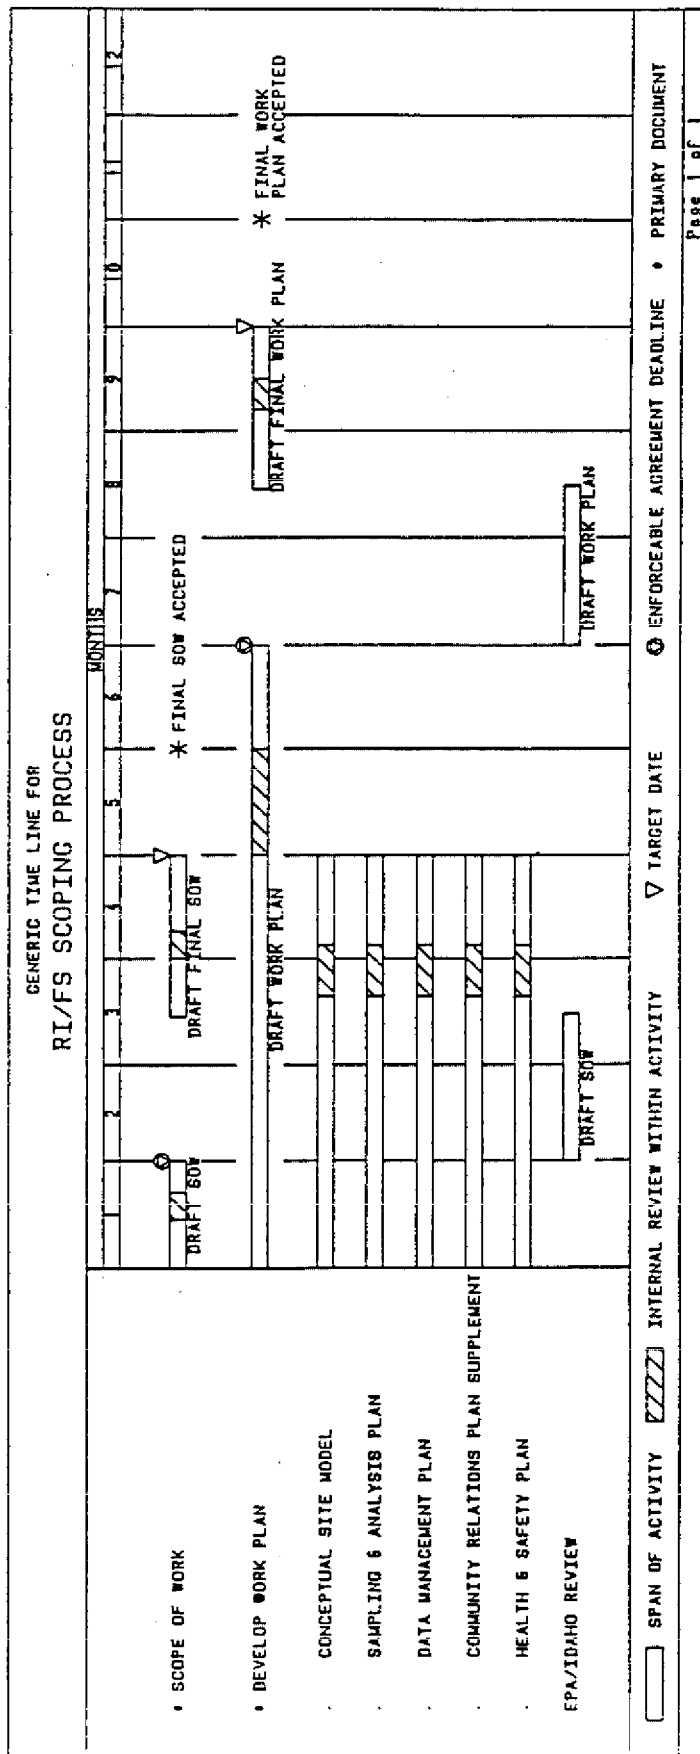 GENERIC TIME LINE FOR
RI/FS SCOPING PROCESS
MONTHS
1 2 3 4 5 6 7 8 9 10 11 12
• SCOPE OF WORK
DRAFT SOW
DRAFT FINAL SOW
* FINAL SOW ACCEPTED
• DEVELOP WORK PLAN
DRAFT WORK PLAN
DRAFT FINAL WORK PLAN
* FINAL WORK
PLAN ACCEPTED
CONCEPTUAL SITE MODEL
SAMPLING & ANALYSIS PLAN
DATA MANAGEMENT PLAN
COMMUNITY RELATIONS PLAN SUPPLEMENT
HEALTH & SAFETY PLAN
EPA/IDAHO REVIEW
DRAFT SOW
DRAFT WORK PLAN
SPAN OF ACTIVITY
INTERNAL REVIEW WITHIN ACTIVITY
TARGET DATE
ENFORCEABLE AGREEMENT DEADLINE
• PRIMARY DOCUMENT
Page 1 of 1